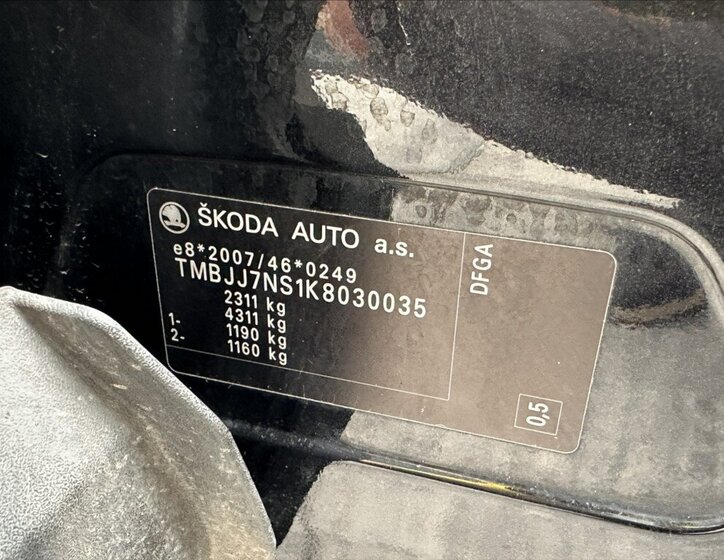 ŠKODA AUTO a.s.
e8*2007/46*0249
TMBJJ7NS1K8030035
2311 kg
4311 kg
1- 1190 kg
2- 1160 kg
DFGA
0,5